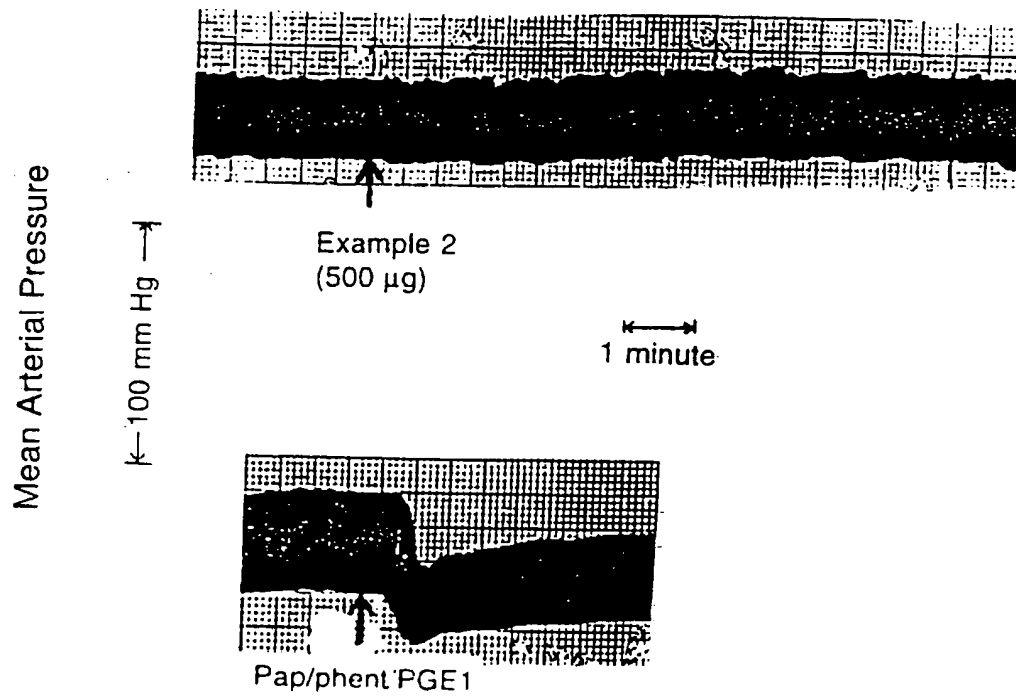 Mean Arterial Pressure
100 mm Hg
Example 2
(500 µg)
1 minute
Pap/phent PGE1